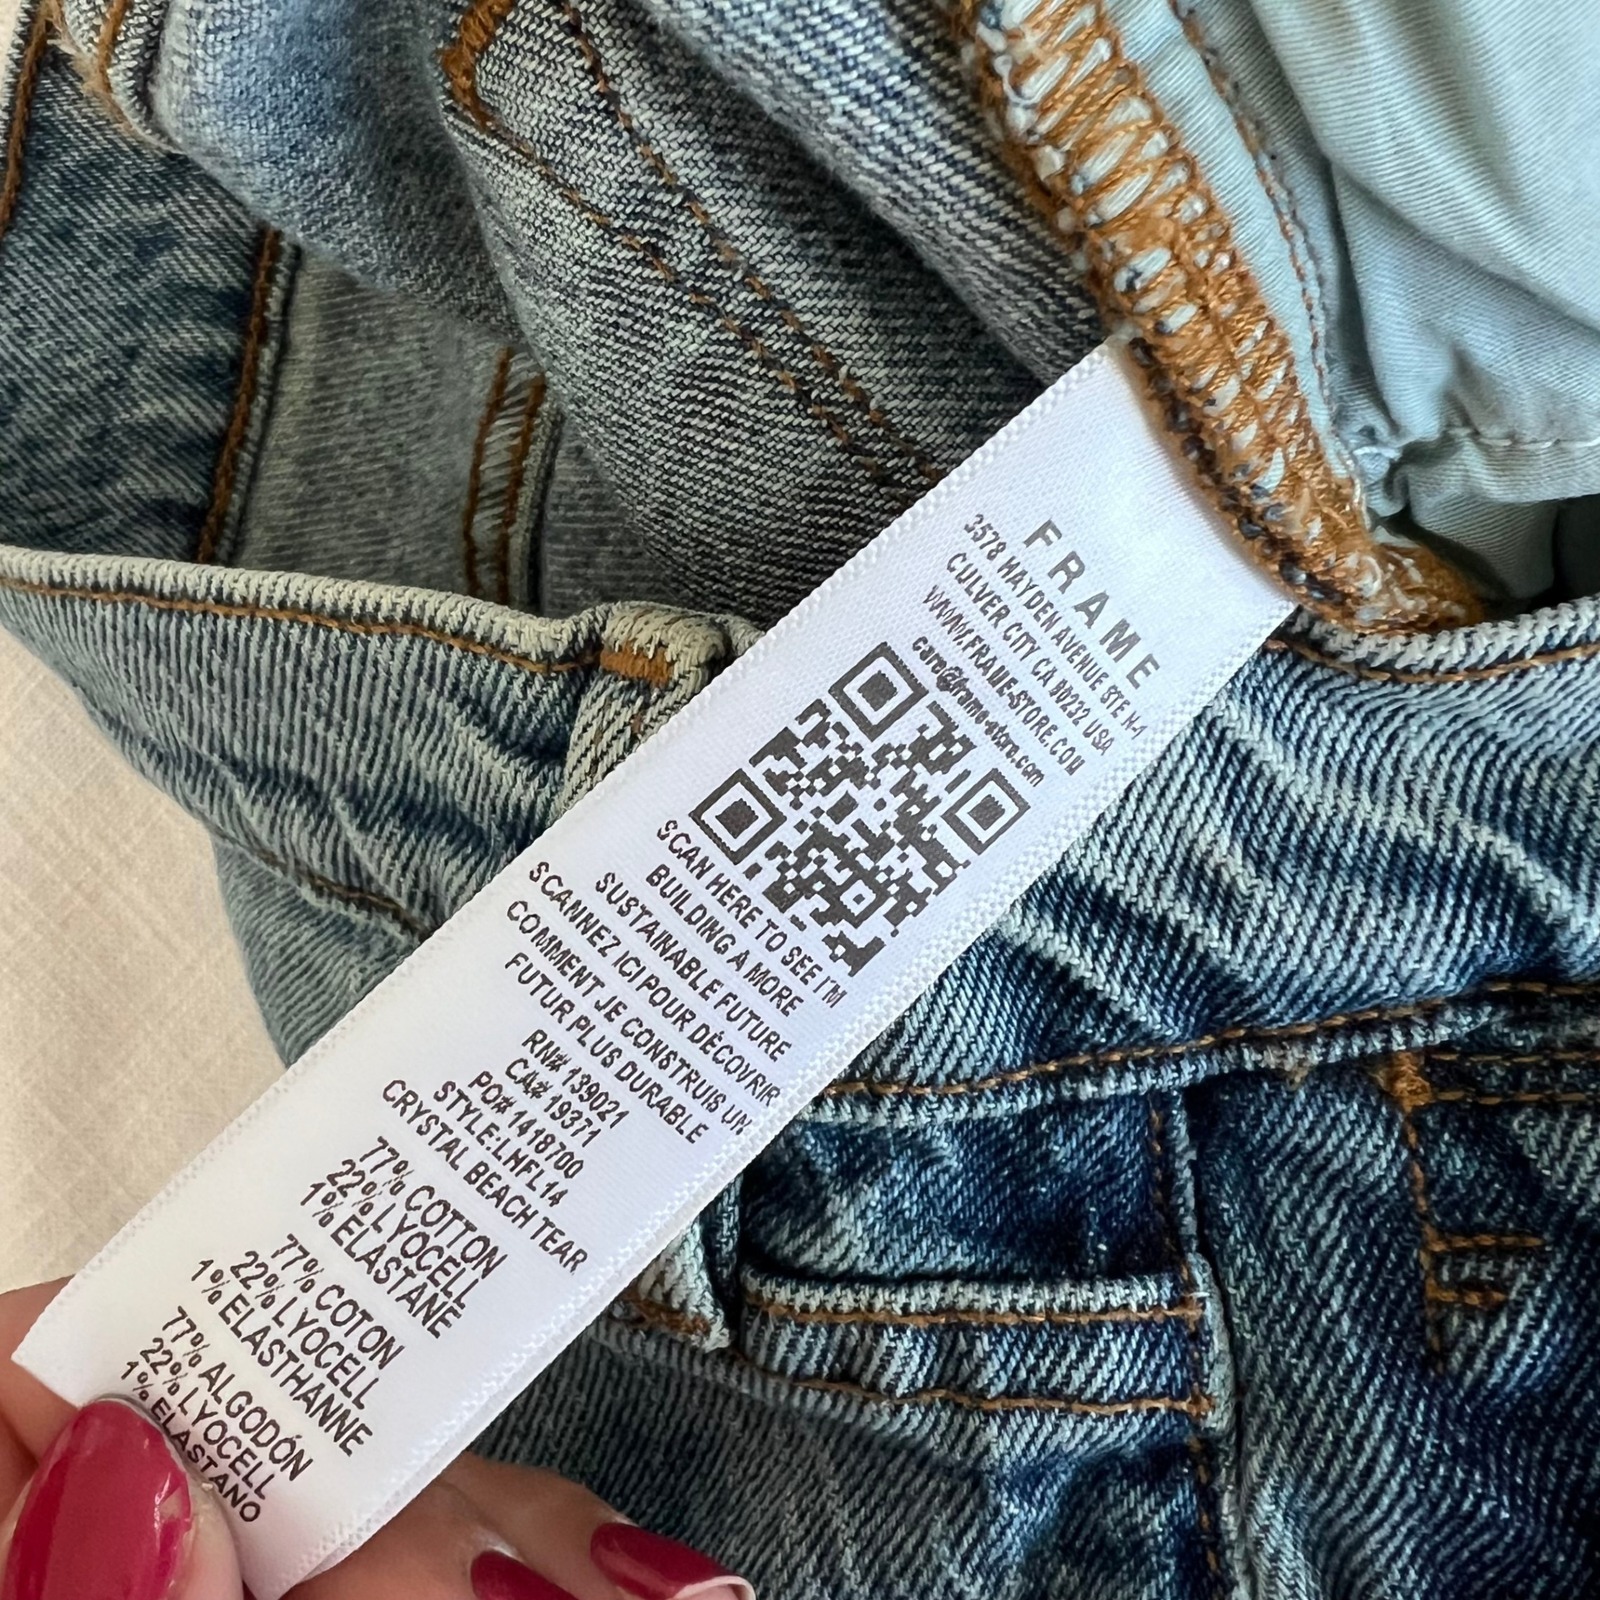 FRAME
3578 HAYDEN AVENUE STE H-1
CULVER CITY CA 90232 USA
WWW.FRAME-STORE.COM
care@frame-store.com
SCAN HERE TO SEE I'M
BUILDING A MORE
SUSTAINABLE FUTURE
SCANNEZ ICI POUR DÉCOVRIR
COMMENT JE CONSTRUIS UN
FUTUR PLUS DURABLE
RN# 139021
CA# 19371
PO# 1418700
STYLE:LHFL14
CRYSTAL BEACH TEAR
77% COTTON
22% LYOCELL
1% ELASTANE
77% COTON
22% LYOCELL
1% ELASTHANNE
77% ALGODÓN
22% LYOCELL
1% ELASTANO